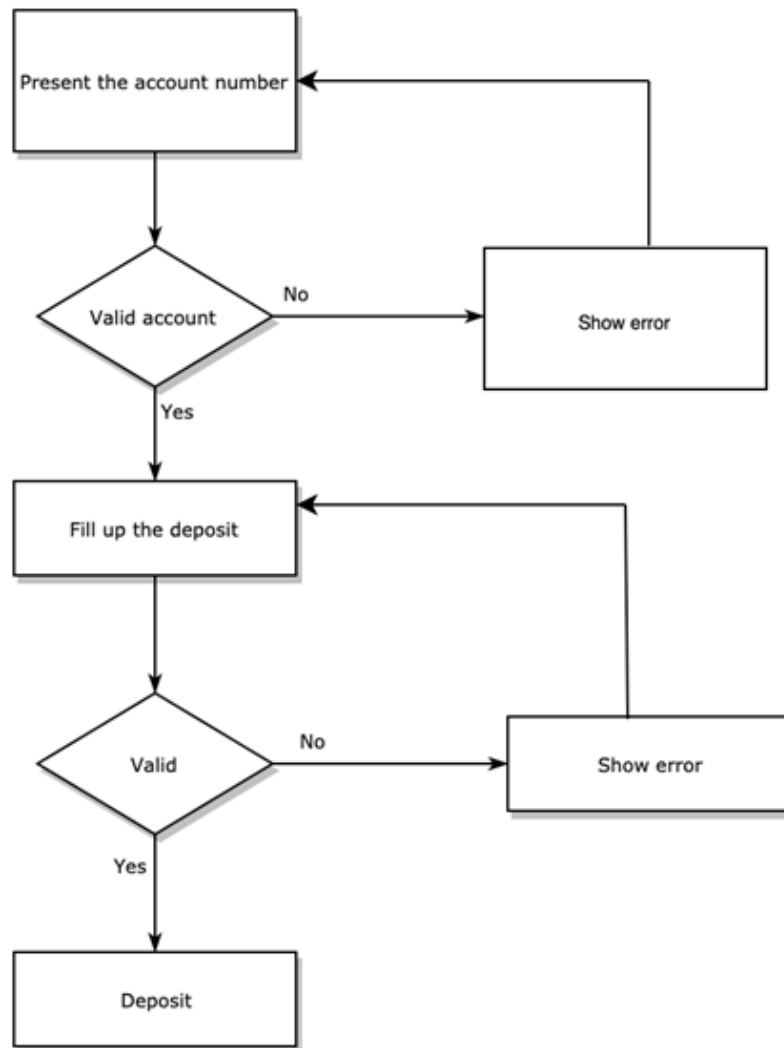 Present the account number
No
Valid account
Show error
Yes
Fill up the deposit
No
Valid
Show error
Yes
Deposit